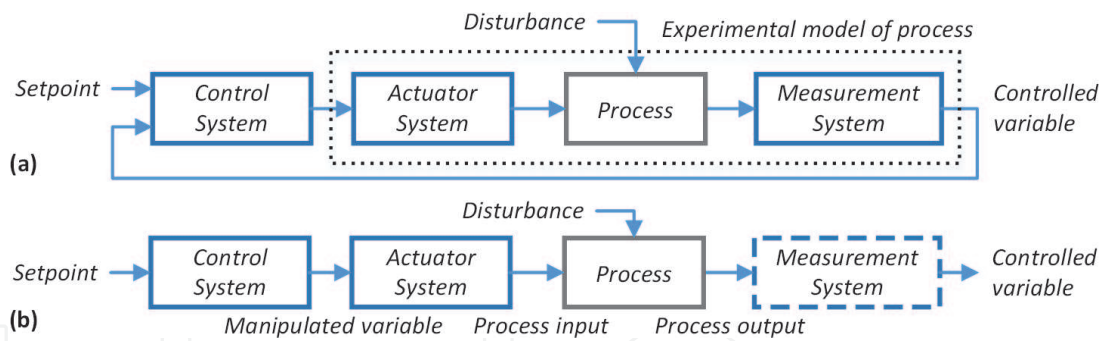 Disturbance
Experimental model of process
Setpoint
Control
System
Actuator
System
Process
Measurement
System
Controlled
variable
(a)
Disturbance
Setpoint
Control
System
Actuator
System
Process
Measurement
System
Controlled
variable
(b)
Manipulated variable
Process input
Process output